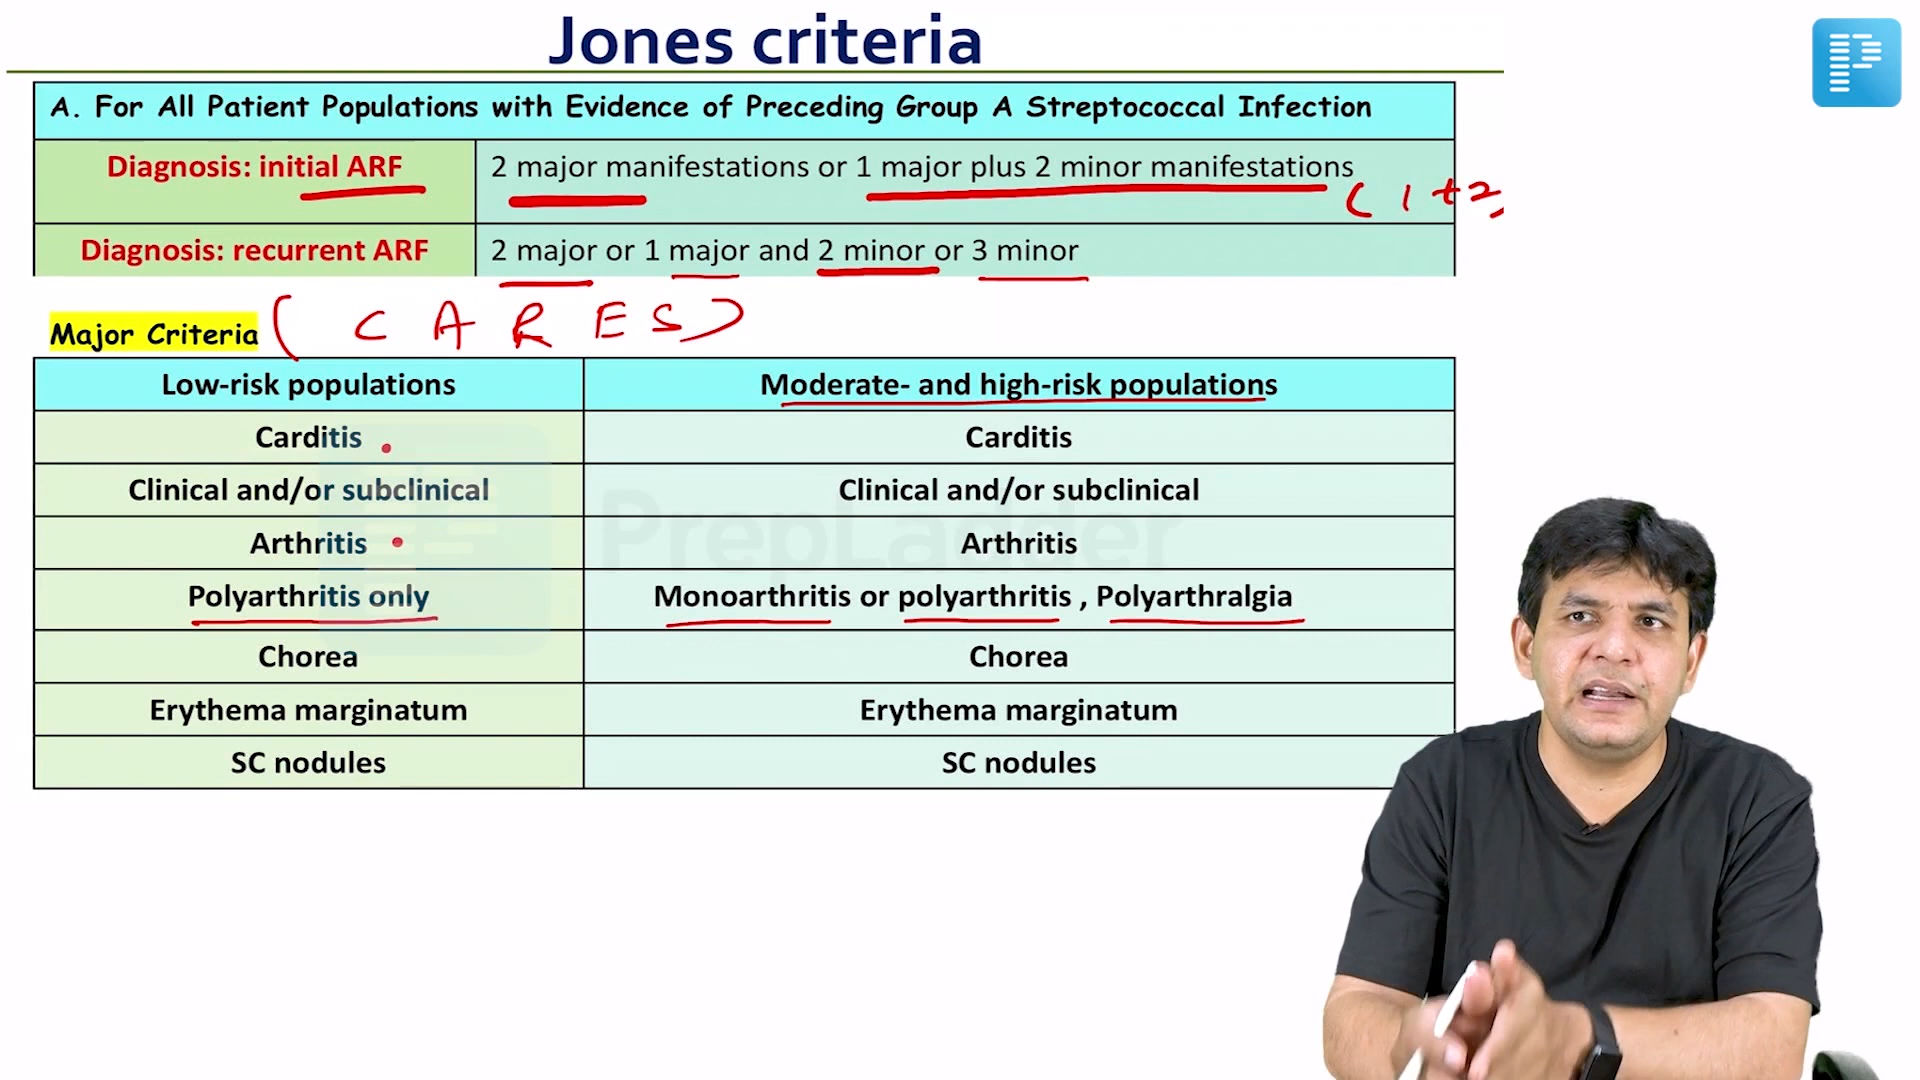 Jones criteria
A. For All Patient Populations with Evidence of Preceding Group A Streptococcal Infection
Diagnosis: initial ARF 2 major manifestations or 1 major plus 2 minor manifestations
( 1 + 2,
Diagnosis: recurrent ARF 2 major or 1 major and 2 minor or 3 minor
Major Criteria ( C A R E S )
Low-risk populations Moderate- and high-risk populations
Carditis Carditis
Clinical and/or subclinical Clinical and/or subclinical
PrepLadder
Arthritis Arthritis
Polyarthritis only Monoarthritis or polyarthritis , Polyarthralgia
Chorea Chorea
Erythema marginatum Erythema marginatum
SC nodules SC nodules